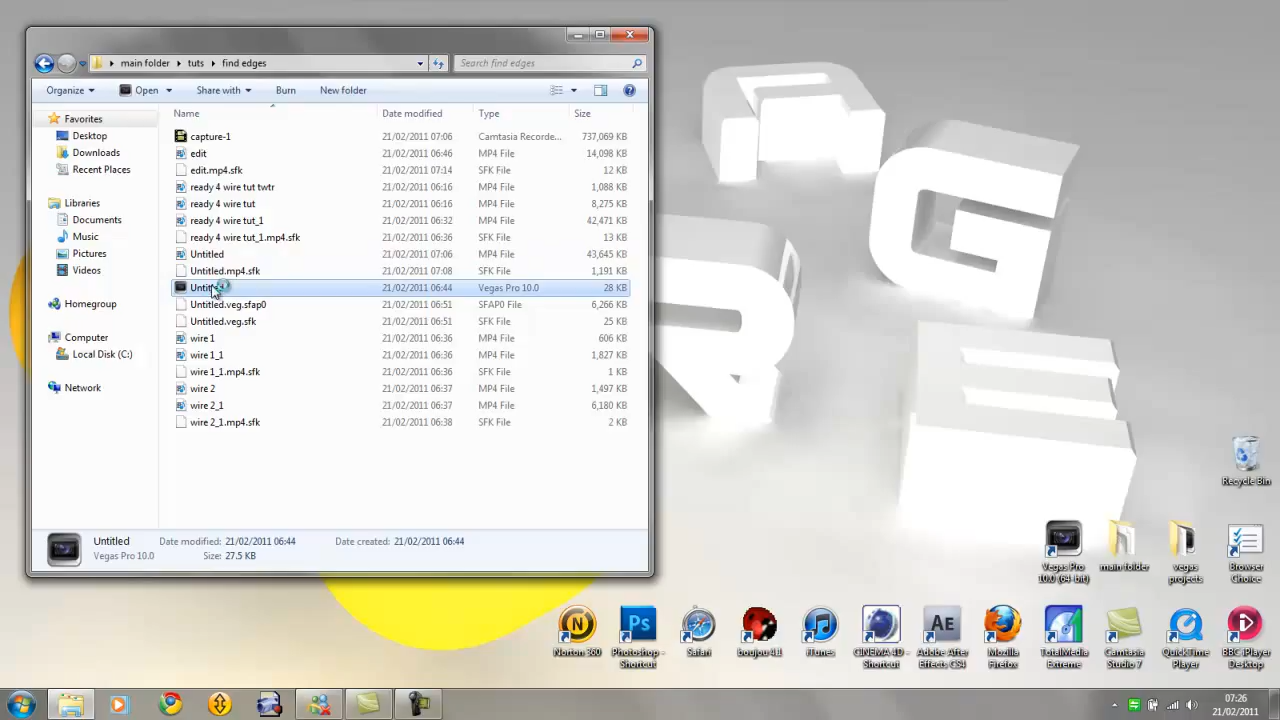 main folder
tuts
find edges
Search find edges
Organize
Open
Share with
Burn
New folder
Name
Date modified
Type
Size
Favorites
Desktop
Downloads
Recent Places
Libraries
Documents
Music
Pictures
Videos
Homegroup
Computer
Local Disk (C:)
Network
capture-1 21/02/2011 07:06 Camtasia Recorde... 737,069 KB
edit 21/02/2011 06:46 MP4 File 14,098 KB
edit.mp4.sfk 21/02/2011 07:14 SFK File 12 KB
ready 4 wire tut twtr 21/02/2011 06:16 MP4 File 1,088 KB
ready 4 wire tut 21/02/2011 06:16 MP4 File 8,275 KB
ready 4 wire tut_1 21/02/2011 06:32 MP4 File 42,471 KB
ready 4 wire tut_1.mp4.sfk 21/02/2011 06:36 SFK File 13 KB
Untitled 21/02/2011 07:06 MP4 File 43,645 KB
Untitled.mp4.sfk 21/02/2011 07:08 SFK File 1,191 KB
Untitled 21/02/2011 06:44 Vegas Pro 10.0 28 KB
Untitled.veg.sfap0 21/02/2011 06:51 SFAP0 File 6,266 KB
Untitled.veg.sfk 21/02/2011 06:51 SFK File 25 KB
wire 1 21/02/2011 06:36 MP4 File 606 KB
wire 1_1 21/02/2011 06:36 MP4 File 1,827 KB
wire 1_1.mp4.sfk 21/02/2011 06:36 SFK File 1 KB
wire 2 21/02/2011 06:37 MP4 File 1,497 KB
wire 2_1 21/02/2011 06:37 MP4 File 6,180 KB
wire 2_1.mp4.sfk 21/02/2011 06:38 SFK File 2 KB
Untitled Date modified: 21/02/2011 06:44 Date created: 21/02/2011 06:44
Vegas Pro 10.0 Size: 27.5 KB
A
G
R
E
Recycle Bin
Vegas Pro
10.0 (64-bit)
main folder
vegas
projects
Browser
Choice
N
Norton 360
Ps
Photoshop -
Shortcut
Safari
boujou 4.1
iTunes
CINEMA 4D -
Shortcut
AE
Adobe After
Effects CS4
Mozilla
Firefox
TotalMedia
Extreme
Camtasia
Studio 7
QuickTime
Player
BBC iPlayer
Desktop
07:26
21/02/2011